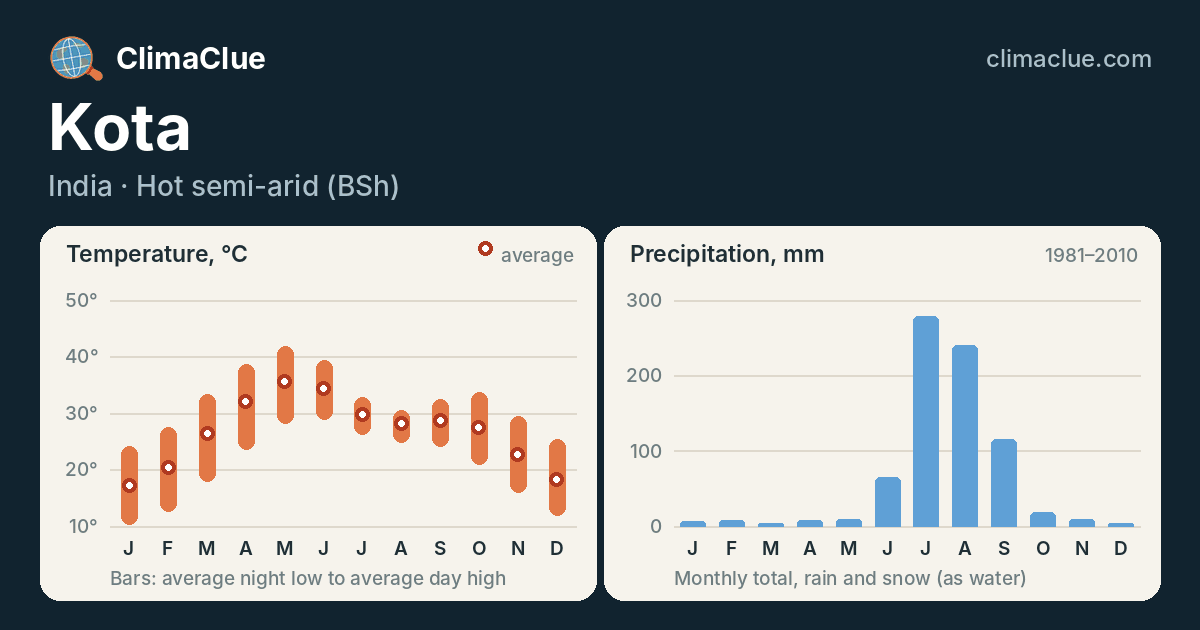 ClimaClue
climaclue.com
Kota
India · Hot semi-arid (BSh)
Temperature, °C
average
50°
40°
30°
20°
10°
J F M A M J J A S O N D
Bars: average night low to average day high
Precipitation, mm
1981–2010
300
200
100
0
J F M A M J J A S O N D
Monthly total, rain and snow (as water)